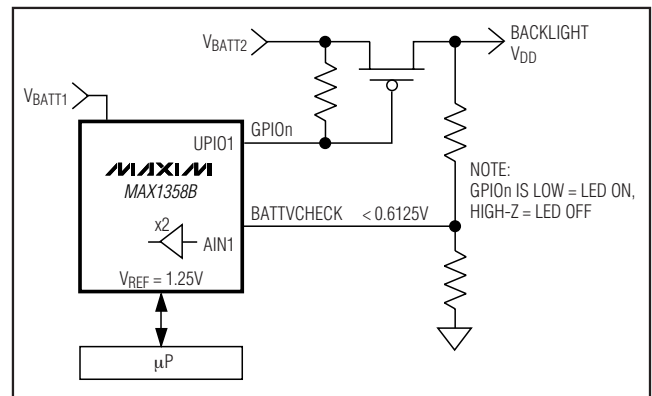 VBATT2
BACKLIGHT
VDD
VBATT1
GPIOn
UPIO1
MAXIM
MAX1358B
NOTE:
GPIOn IS LOW = LED ON,
HIGH-Z = LED OFF
BATTVCHECK < 0.6125V
x2
AIN1
VREF = 1.25V
µP